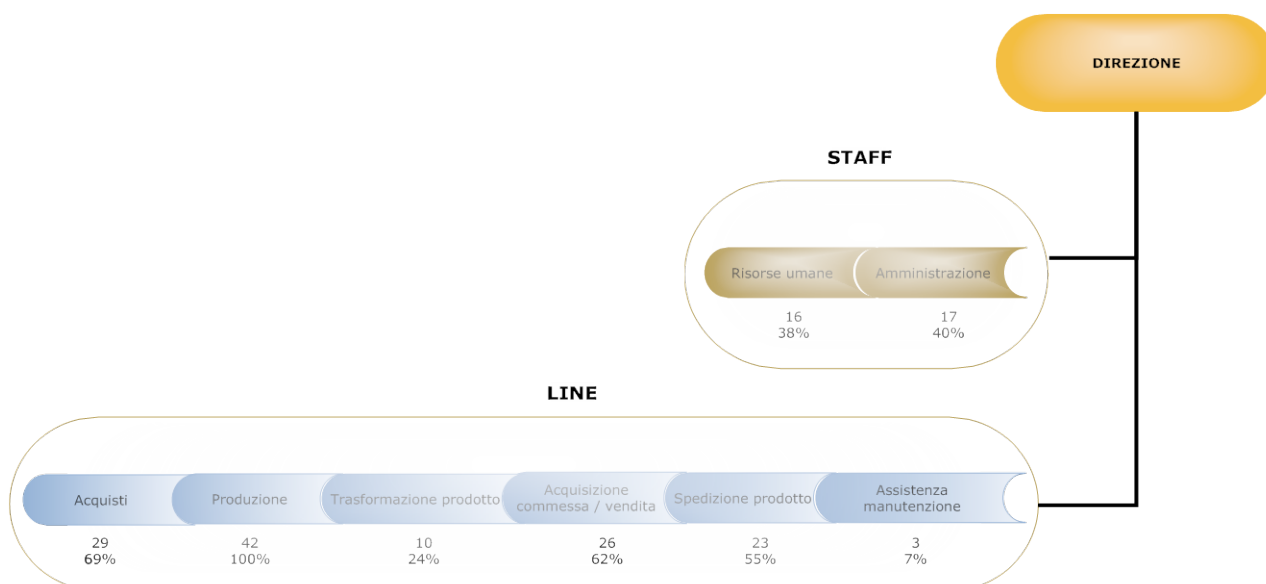 DIREZIONE
STAFF
Risorse umane
Amministrazione
16
38%
17
40%
LINE
Acquisti
Produzione
Trasformazione prodotto
Acquisizione
commessa / vendita
Spedizione prodotto
Assistenza
manutenzione
29
69%
42
100%
10
24%
26
62%
23
55%
3
7%